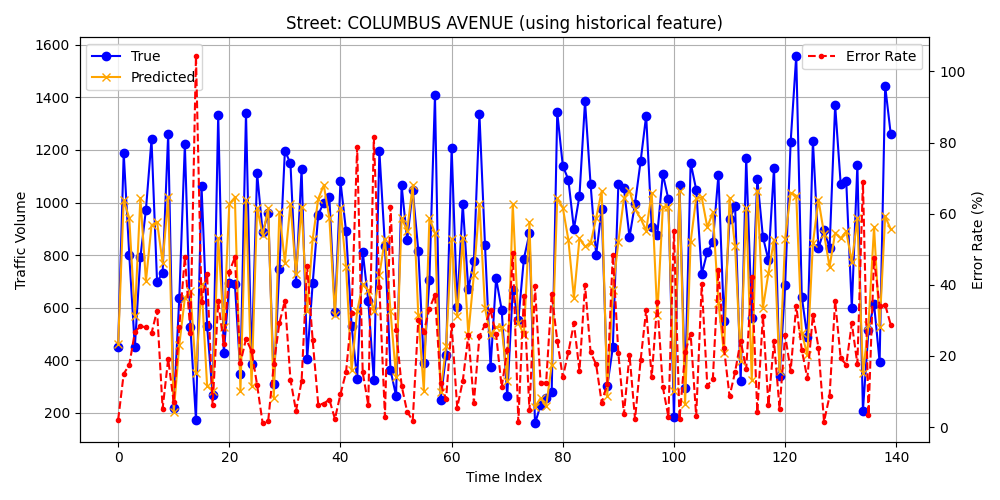 Street: COLUMBUS AVENUE (using historical feature)
True
Predicted
Error Rate
Traffic Volume
1600
1400
1200
1000
800
600
400
200
100
80
60
40
20
0
Error Rate (%)
0 20 40 60 80 100 120 140
Time Index